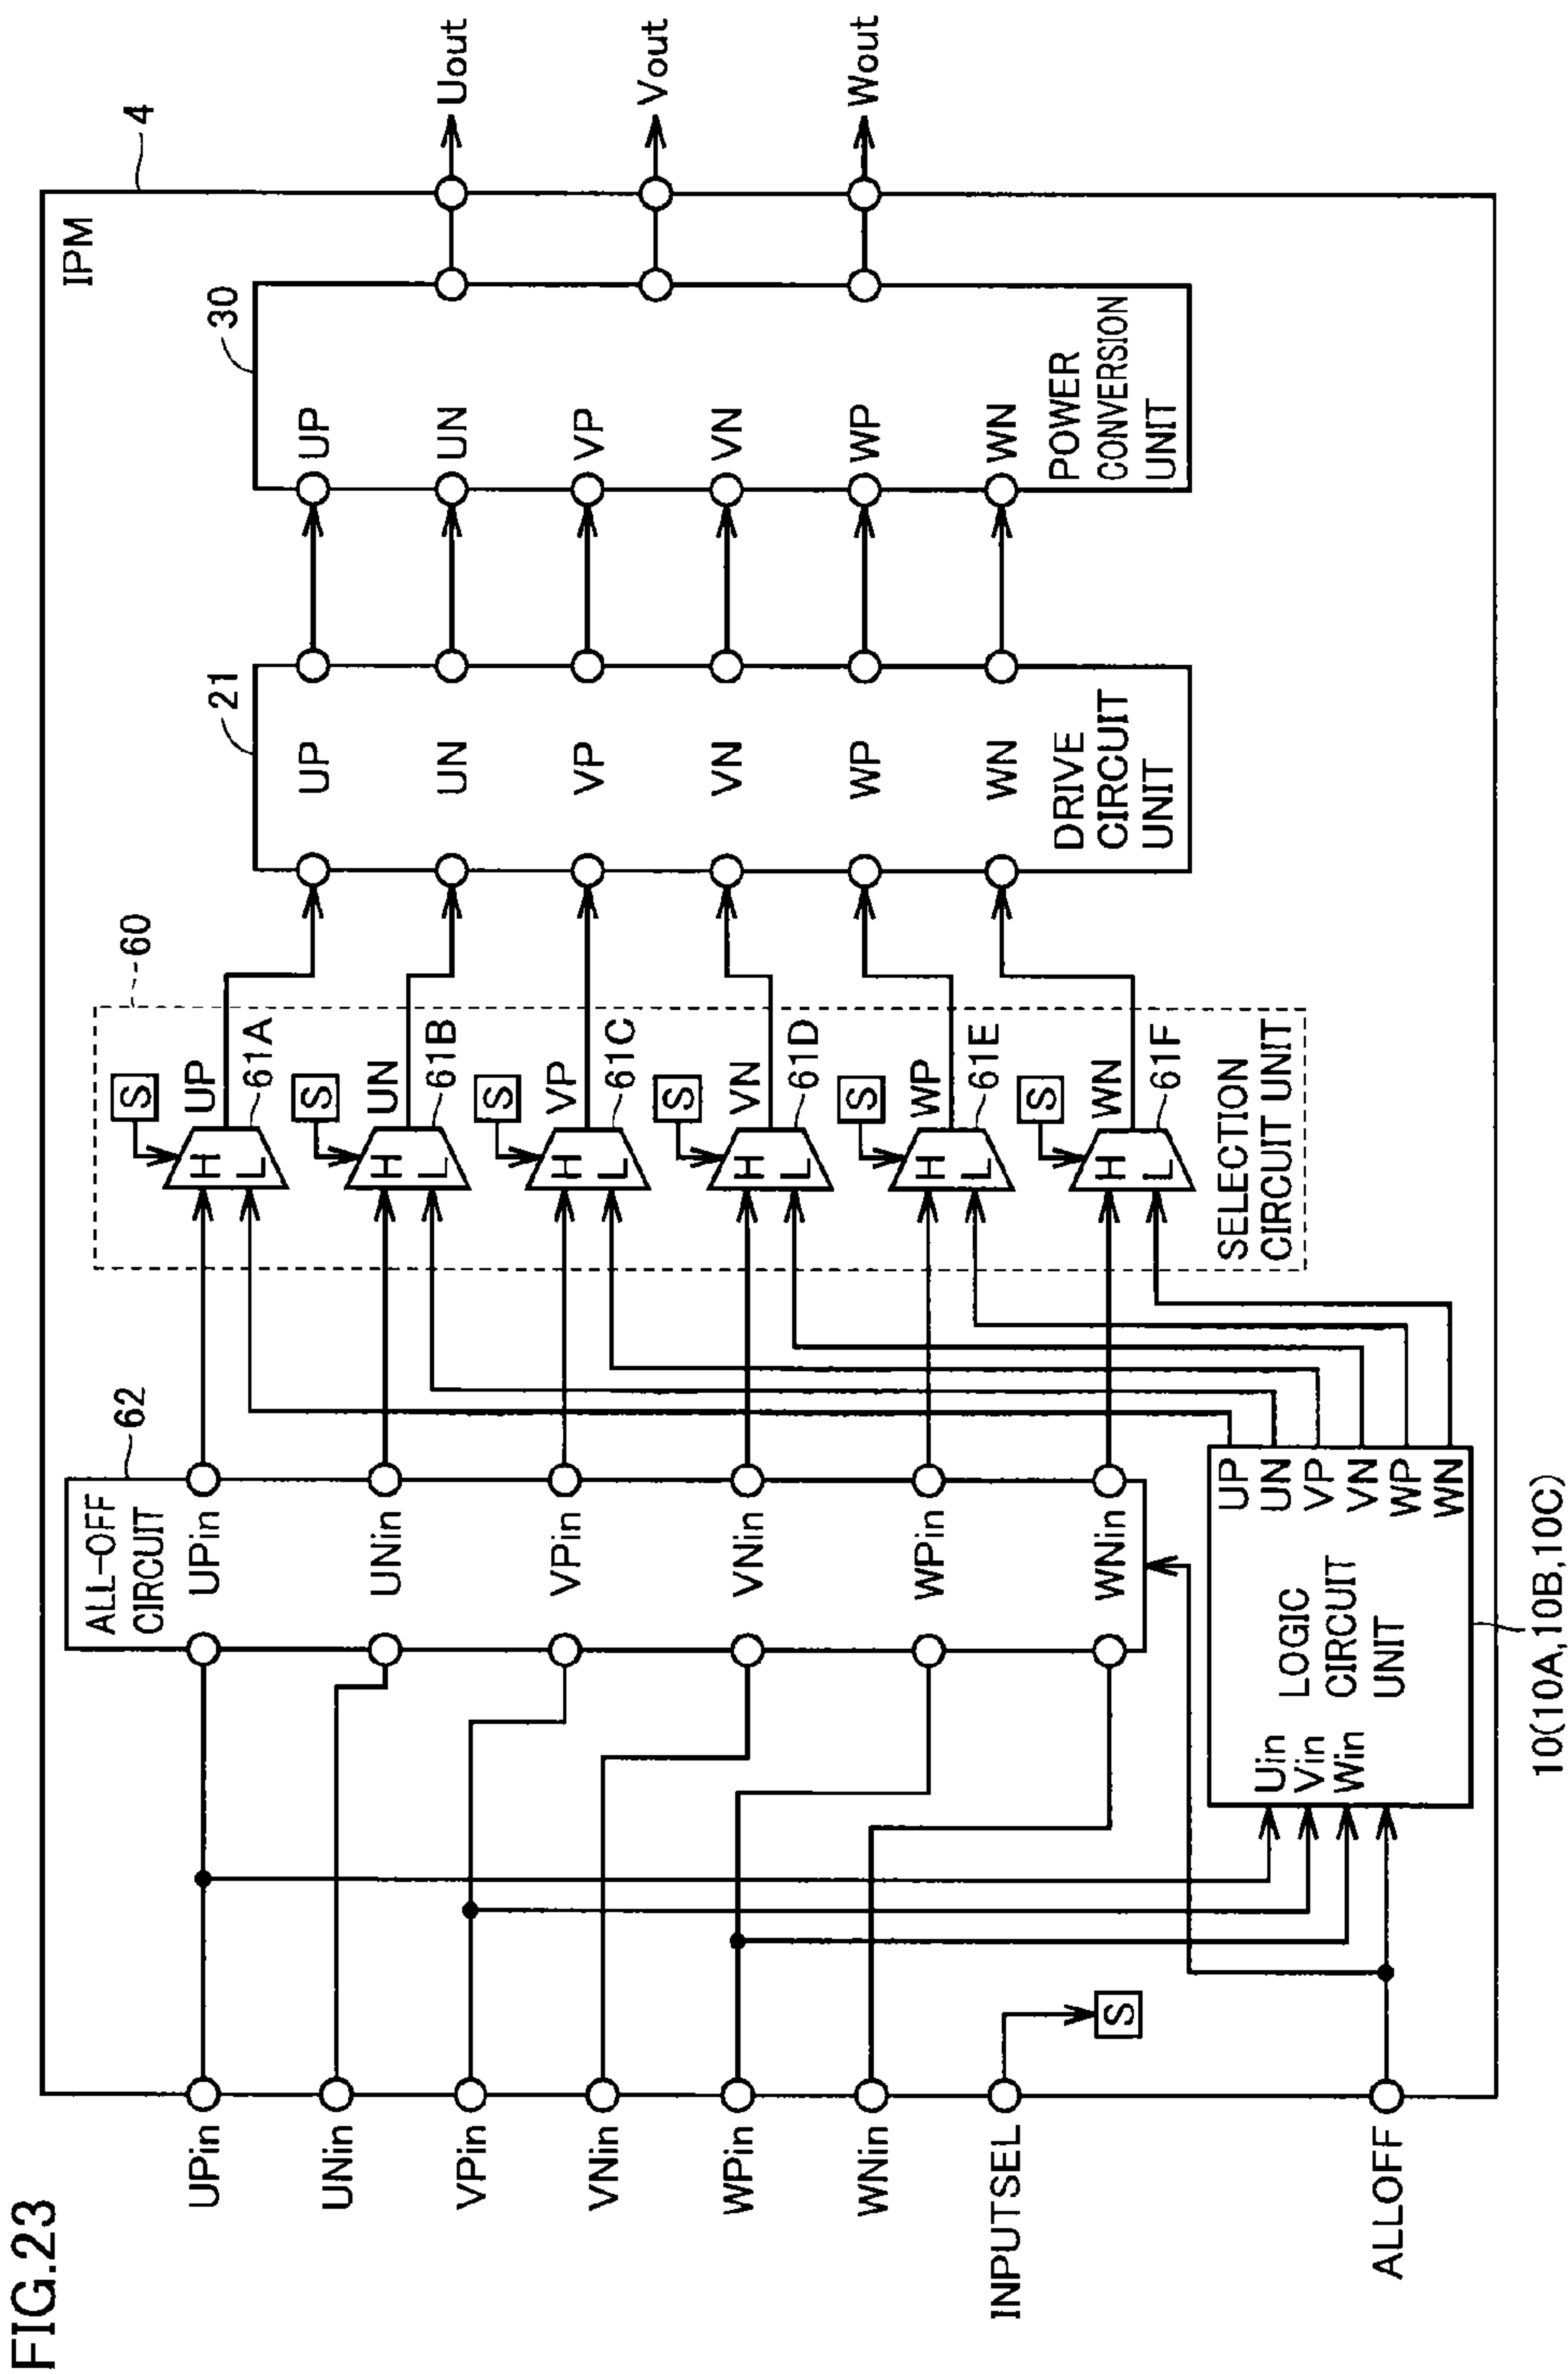 FIG.23
IPM
4
UPin
UNin
VPin
VNin
WPin
WNin
INPUTSEL
ALLOFF
S
ALL-OFF
CIRCUIT
62
UPin
UNin
VPin
VNin
WPin
WNin
Uin
Vin
Win
LOGIC
CIRCUIT
UNIT
UP
UN
VP
VN
WP
WN
10(10A,10B,10C)
60
S
H
L
UP
61A
S
H
L
UN
61B
S
H
L
VP
61C
S
H
L
VN
61D
S
H
L
WP
61E
S
H
L
WN
61F
SELECTION
CIRCUIT UNIT
21
UP
UN
VP
VN
WP
WN
DRIVE
CIRCUIT
UNIT
30
UP
UN
VP
VN
WP
WN
POWER
CONVERSION
UNIT
Uout
Vout
Wout